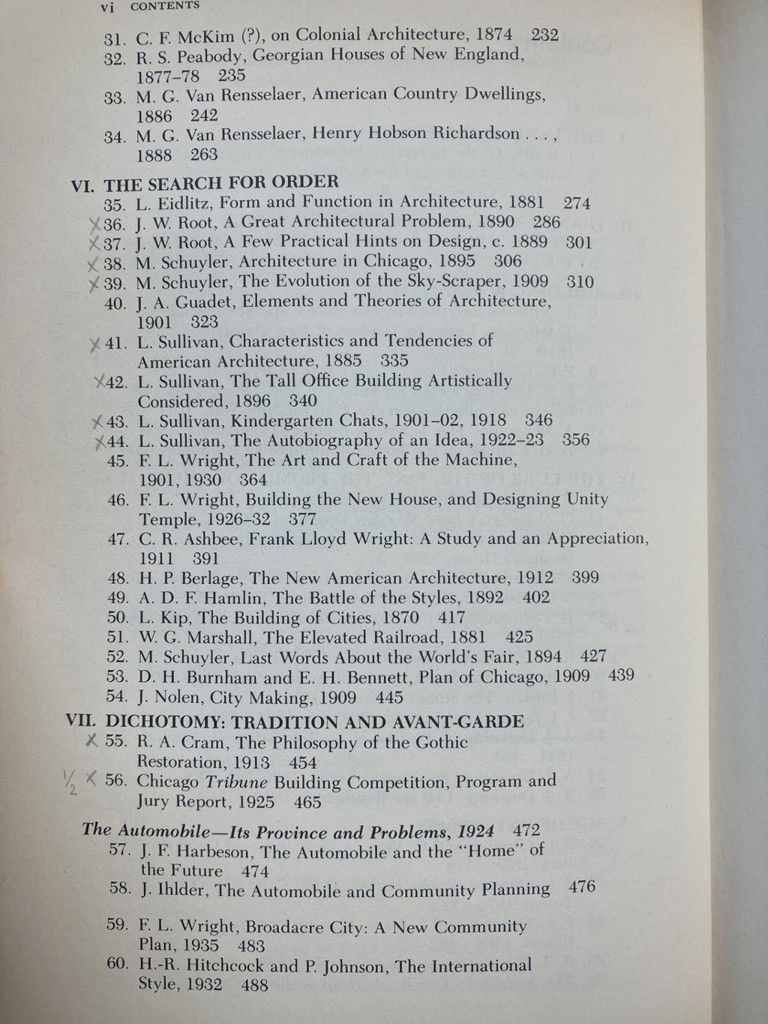 vi CONTENTS
31. C. F. McKim (?), on Colonial Architecture, 1874 232
32. R. S. Peabody, Georgian Houses of New England,
1877–78 235
33. M. G. Van Rensselaer, American Country Dwellings,
1886 242
34. M. G. Van Rensselaer, Henry Hobson Richardson . . . ,
1888 263
VI. THE SEARCH FOR ORDER
35. L. Eidlitz, Form and Function in Architecture, 1881 274
x 36. J. W. Root, A Great Architectural Problem, 1890 286
x 37. J. W. Root, A Few Practical Hints on Design, c. 1889 301
x 38. M. Schuyler, Architecture in Chicago, 1895 306
x 39. M. Schuyler, The Evolution of the Sky-Scraper, 1909 310
40. J. A. Guadet, Elements and Theories of Architecture,
1901 323
x 41. L. Sullivan, Characteristics and Tendencies of
American Architecture, 1885 335
x 42. L. Sullivan, The Tall Office Building Artistically
Considered, 1896 340
x 43. L. Sullivan, Kindergarten Chats, 1901–02, 1918 346
x 44. L. Sullivan, The Autobiography of an Idea, 1922–23 356
45. F. L. Wright, The Art and Craft of the Machine,
1901, 1930 364
46. F. L. Wright, Building the New House, and Designing Unity
Temple, 1926–32 377
47. C. R. Ashbee, Frank Lloyd Wright: A Study and an Appreciation,
1911 391
48. H. P. Berlage, The New American Architecture, 1912 399
49. A. D. F. Hamlin, The Battle of the Styles, 1892 402
50. L. Kip, The Building of Cities, 1870 417
51. W. G. Marshall, The Elevated Railroad, 1881 425
52. M. Schuyler, Last Words About the World's Fair, 1894 427
53. D. H. Burnham and E. H. Bennett, Plan of Chicago, 1909 439
54. J. Nolen, City Making, 1909 445
VII. DICHOTOMY: TRADITION AND AVANT-GARDE
x 55. R. A. Cram, The Philosophy of the Gothic
Restoration, 1913 454
1/2 x 56. Chicago Tribune Building Competition, Program and
Jury Report, 1925 465
The Automobile—Its Province and Problems, 1924 472
57. J. F. Harbeson, The Automobile and the "Home" of
the Future 474
58. J. Ihlder, The Automobile and Community Planning 476
59. F. L. Wright, Broadacre City: A New Community
Plan, 1935 483
60. H.-R. Hitchcock and P. Johnson, The International
Style, 1932 488